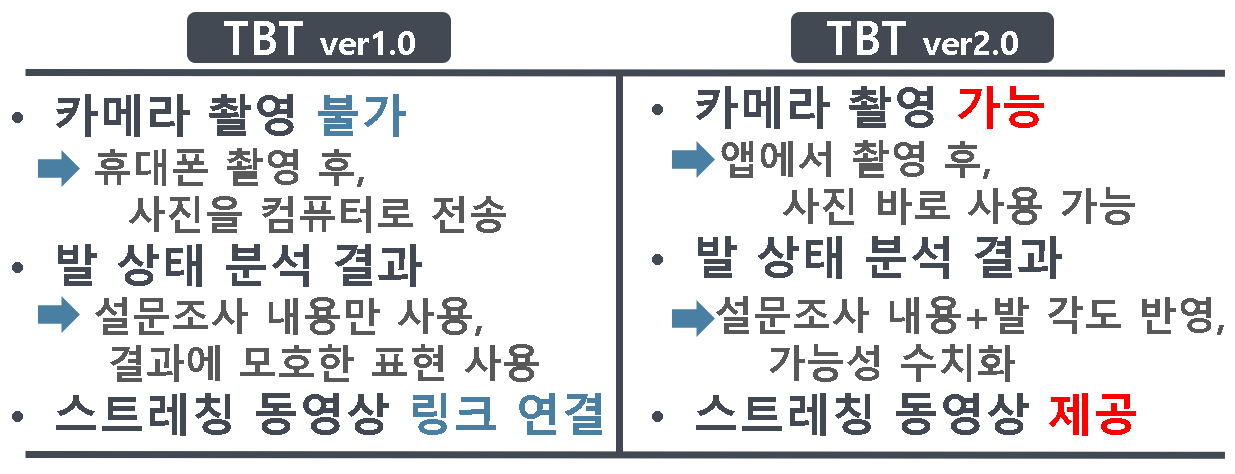 TBT ver1.0
• 카메라 촬영 불가
휴대폰 촬영 후,
사진을 컴퓨터로 전송
• 발 상태 분석 결과
설문조사 내용만 사용,
결과에 모호한 표현 사용
• 스트레칭 동영상 링크 연결
TBT ver2.0
• 카메라 촬영 가능
앱에서 촬영 후,
사진 바로 사용 가능
• 발 상태 분석 결과
설문조사 내용+발 각도 반영,
가능성 수치화
• 스트레칭 동영상 제공